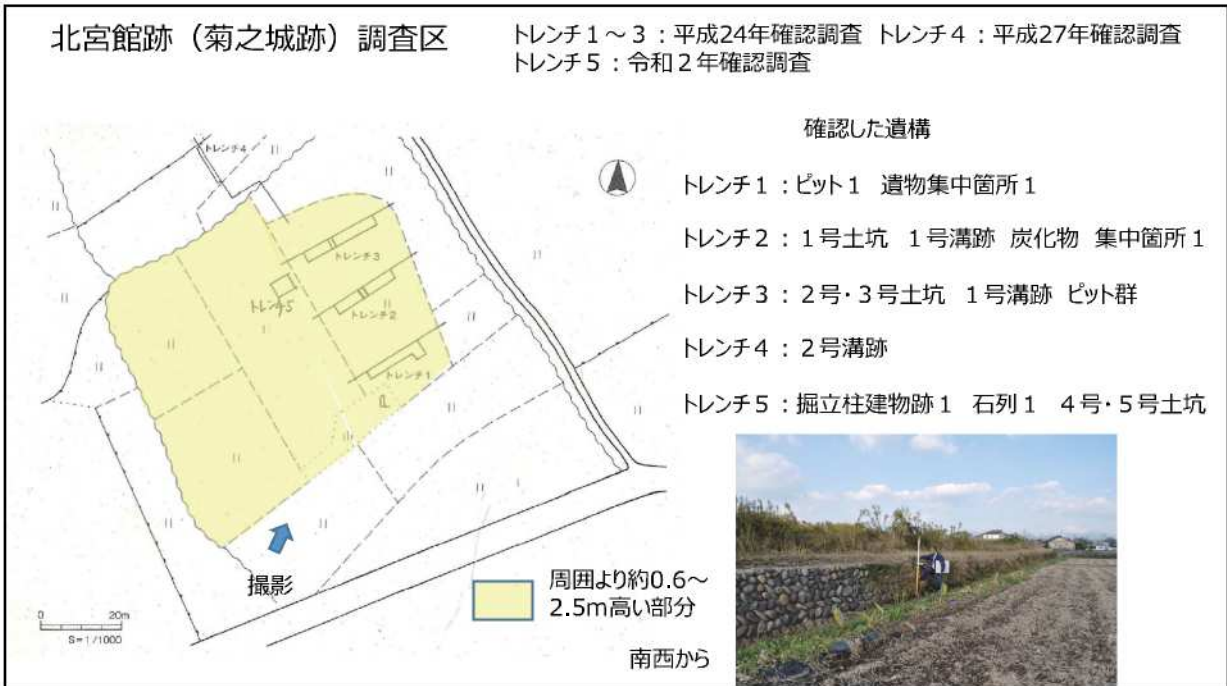 北宮館跡（菊之城跡）調査区
トレンチ１～３：平成24年確認調査 トレンチ４：平成27年確認調査
トレンチ５：令和２年確認調査
確認した遺構
トレンチ１：ピット１ 遺物集中箇所１
トレンチ２：１号土坑 １号溝跡 炭化物 集中箇所１
トレンチ３：２号・３号土坑 １号溝跡 ピット群
トレンチ４：２号溝跡
トレンチ５：掘立柱建物跡１ 石列１ ４号・５号土坑
トレンチ4
トレンチ3
トレンチ5
トレンチ2
トレンチ1
撮影
周囲より約0.6～
2.5m高い部分
0 20m
S=1/1000
南西から